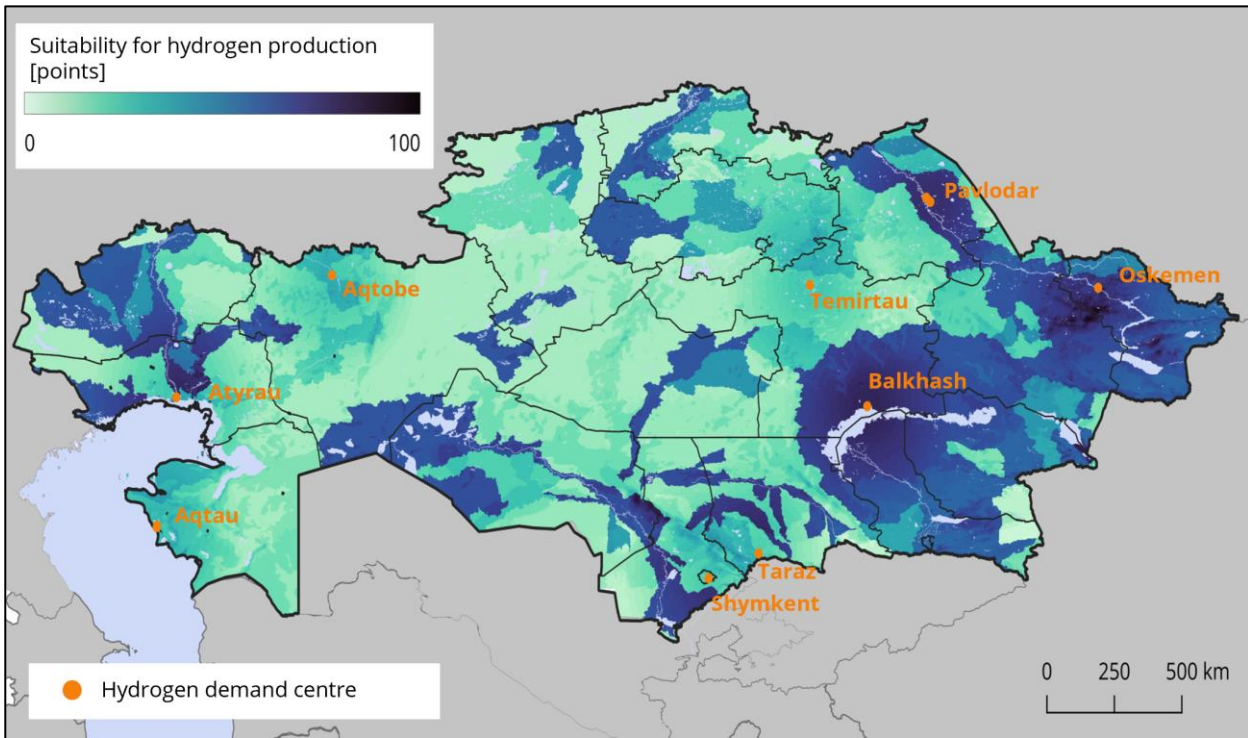 Suitability for hydrogen production
[points]
0 100
Pavlodar
Oskemen
Aqtobe
Temirtau
Balkhash
Atyrau
Aqtau
Taraz
Shymkent
Hydrogen demand centre
0 250 500 km